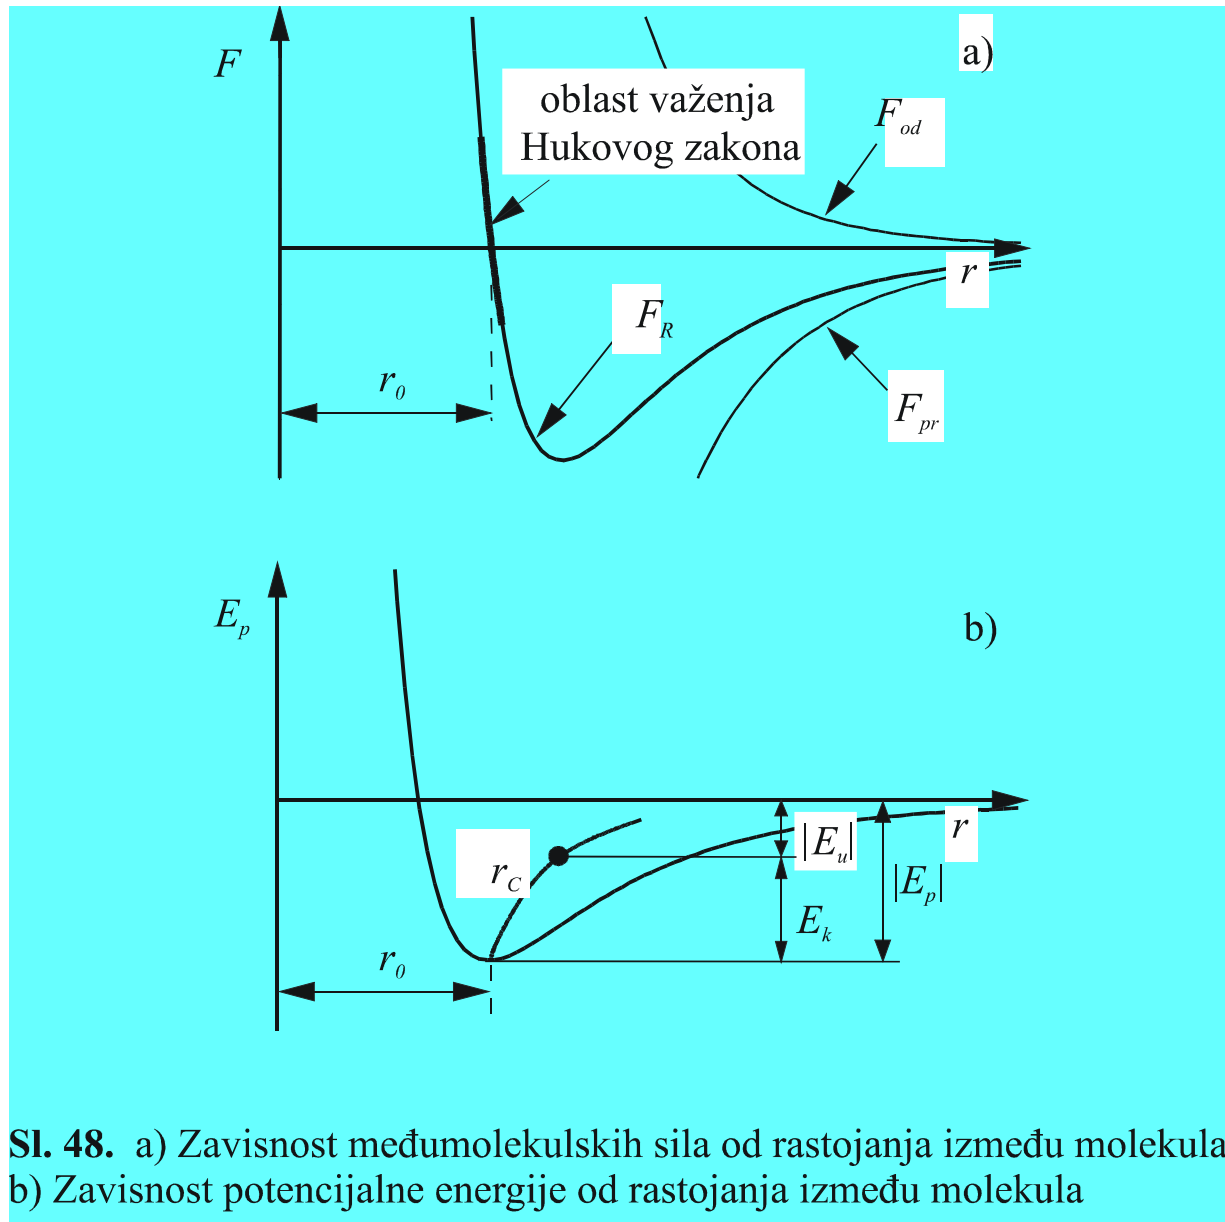 F
a)
oblast važenja
Hukovog zakona
F_od
r
F_R
r_0
F_pr
E_p
b)
r
|E_u|
r_C
|E_p|
E_k
r_0
Sl. 48. a) Zavisnost međumolekulskih sila od rastojanja između molekula
b) Zavisnost potencijalne energije od rastojanja između molekula